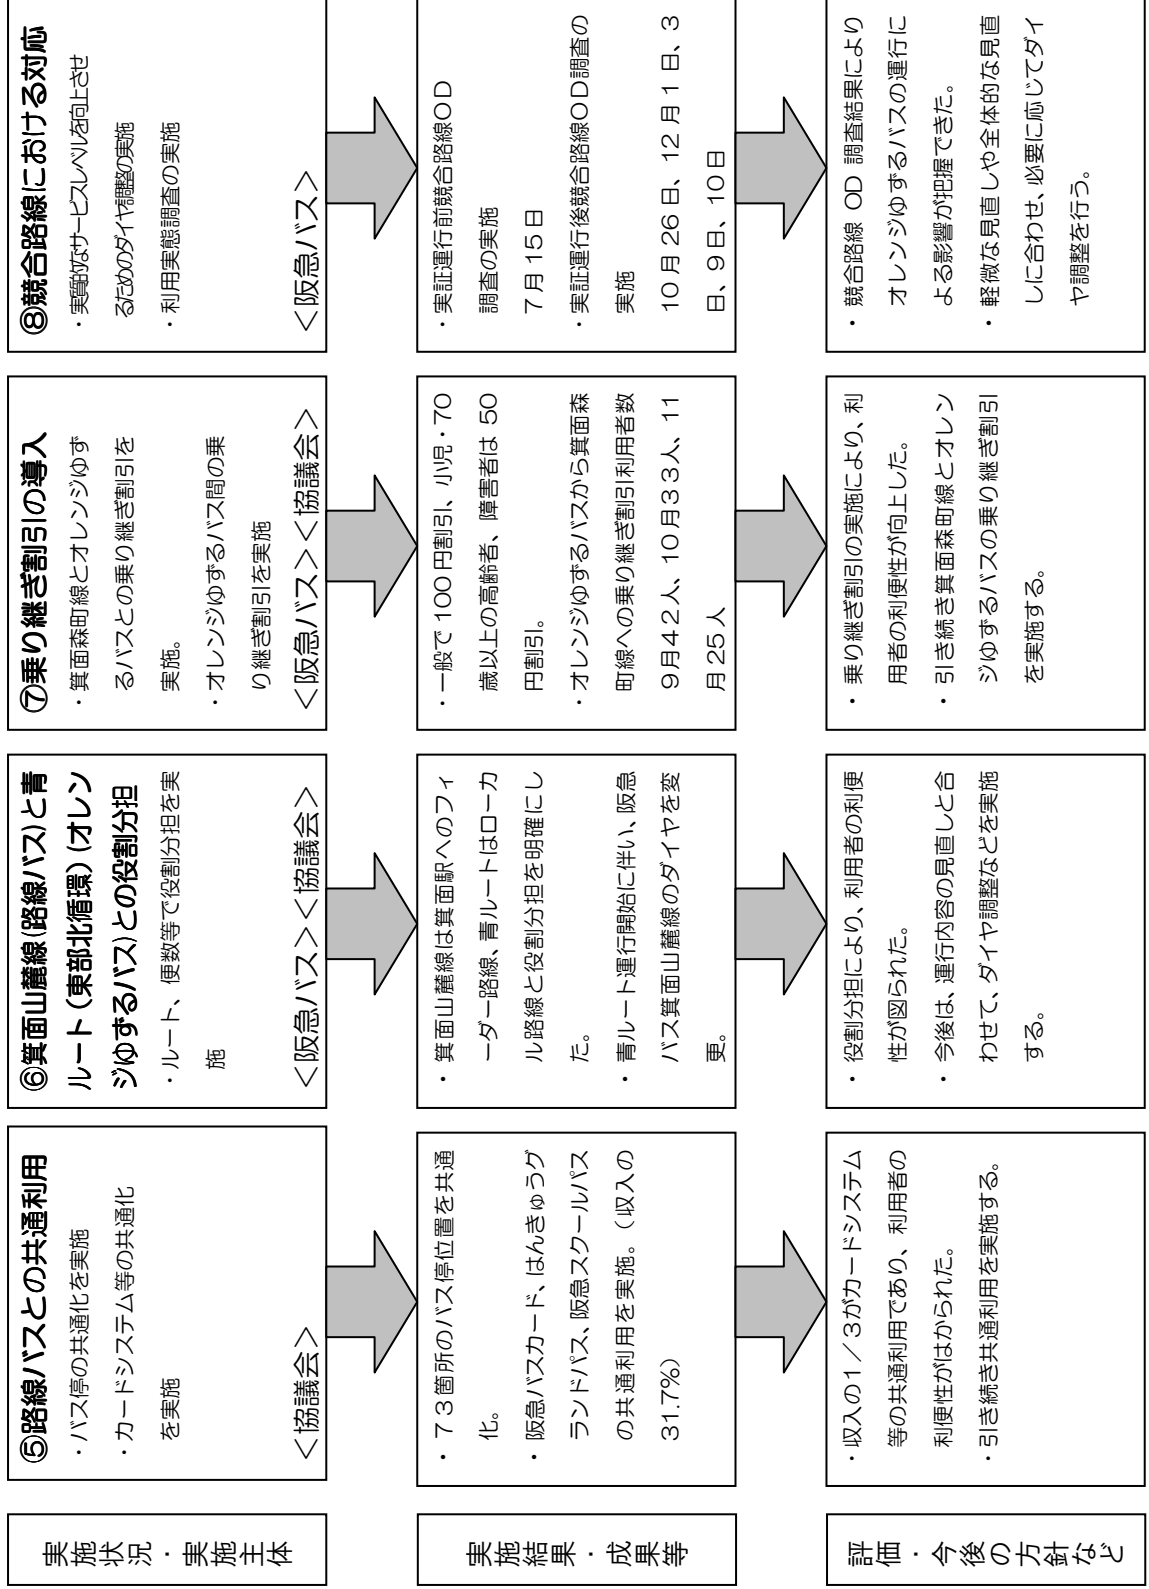 実施状況・実施主体
⑤路線バスとの共通利用
・バス停の共通化を実施
・カードシステム等の共通化
を実施
＜協議会＞
⑥箕面山麓線(路線バス)と青
ルート(東部北循環)(オレン
ジゆずるバス)との役割分担
・ルート、便数等で役割分担を実
施
＜阪急バス＞＜協議会＞
⑦乗り継ぎ割引の導入
・箕面森町線とオレンジゆず
るバスとの乗り継ぎ割引を
実施。
・オレンジゆずるバス間の乗
り継ぎ割引を実施
＜阪急バス＞＜協議会＞
⑧競合路線における対応
・実質的なサービスレベルを向上させ
るためのダイヤ調整の実施
・利用実態調査の実施
＜阪急バス＞
実施結果・成果等
・７３箇所のバス停位置を共通
化。
・阪急バスカード、はんきゅうグ
ランドパス、阪急スクールパス
の共通利用を実施。（収入の
31.7%）
・箕面山麓線は箕面駅へのフィ
ーダー路線、青ルートはローカ
ル路線と役割分担を明確にし
た。
・青ルート運行開始に伴い、阪急
バス箕面山麓線のダイヤを変
更。
・一般で 100 円割引、小児・70
歳以上の高齢者、障害者は 50
円割引。
・オレンジゆずるバスから箕面森
町線への乗り継ぎ割引利用者数
９月４２人、１０月３３人、１１
月２５人
・実証運行前競合路線ＯＤ
調査の実施
７月１５日
・実証運行後競合路線ＯＤ調査の
実施
１０月２６日、１２月１日、３
日、９日、１０日
評価・今後の方針など
・収入の１／３がカードシステム
等の共通利用であり、利用者の
利便性がはかられた。
・引き続き共通利用を実施する。
・役割分担により、利用者の利便
性が図られた。
・今後は、運行内容の見直しと合
わせて、ダイヤ調整などを実施
する。
・乗り継ぎ割引の実施により、利
用者の利便性が向上した。
・引き続き箕面森町線とオレン
ジゆずるバスの乗り継ぎ割引
を実施する。
・競合路線 OD 調査結果により
オレンジゆずるバスの運行に
よる影響が把握できた。
・軽微な見直しや全体的な見直
しに合わせ、必要に応じてダイ
ヤ調整を行う。